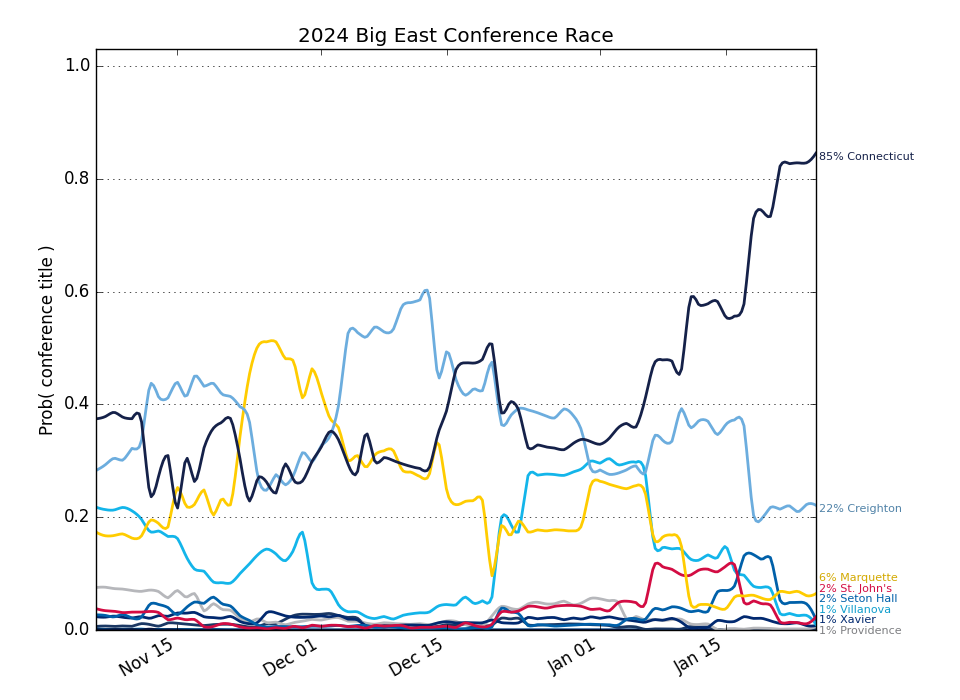 2024 Big East Conference Race
Prob( conference title )
1.0
0.8
0.6
0.4
0.2
0.0
Nov 15
Dec 01
Dec 15
Jan 01
Jan 15
85% Connecticut
22% Creighton
6% Marquette
2% St. John's
2% Seton Hall
1% Villanova
1% Xavier
1% Providence